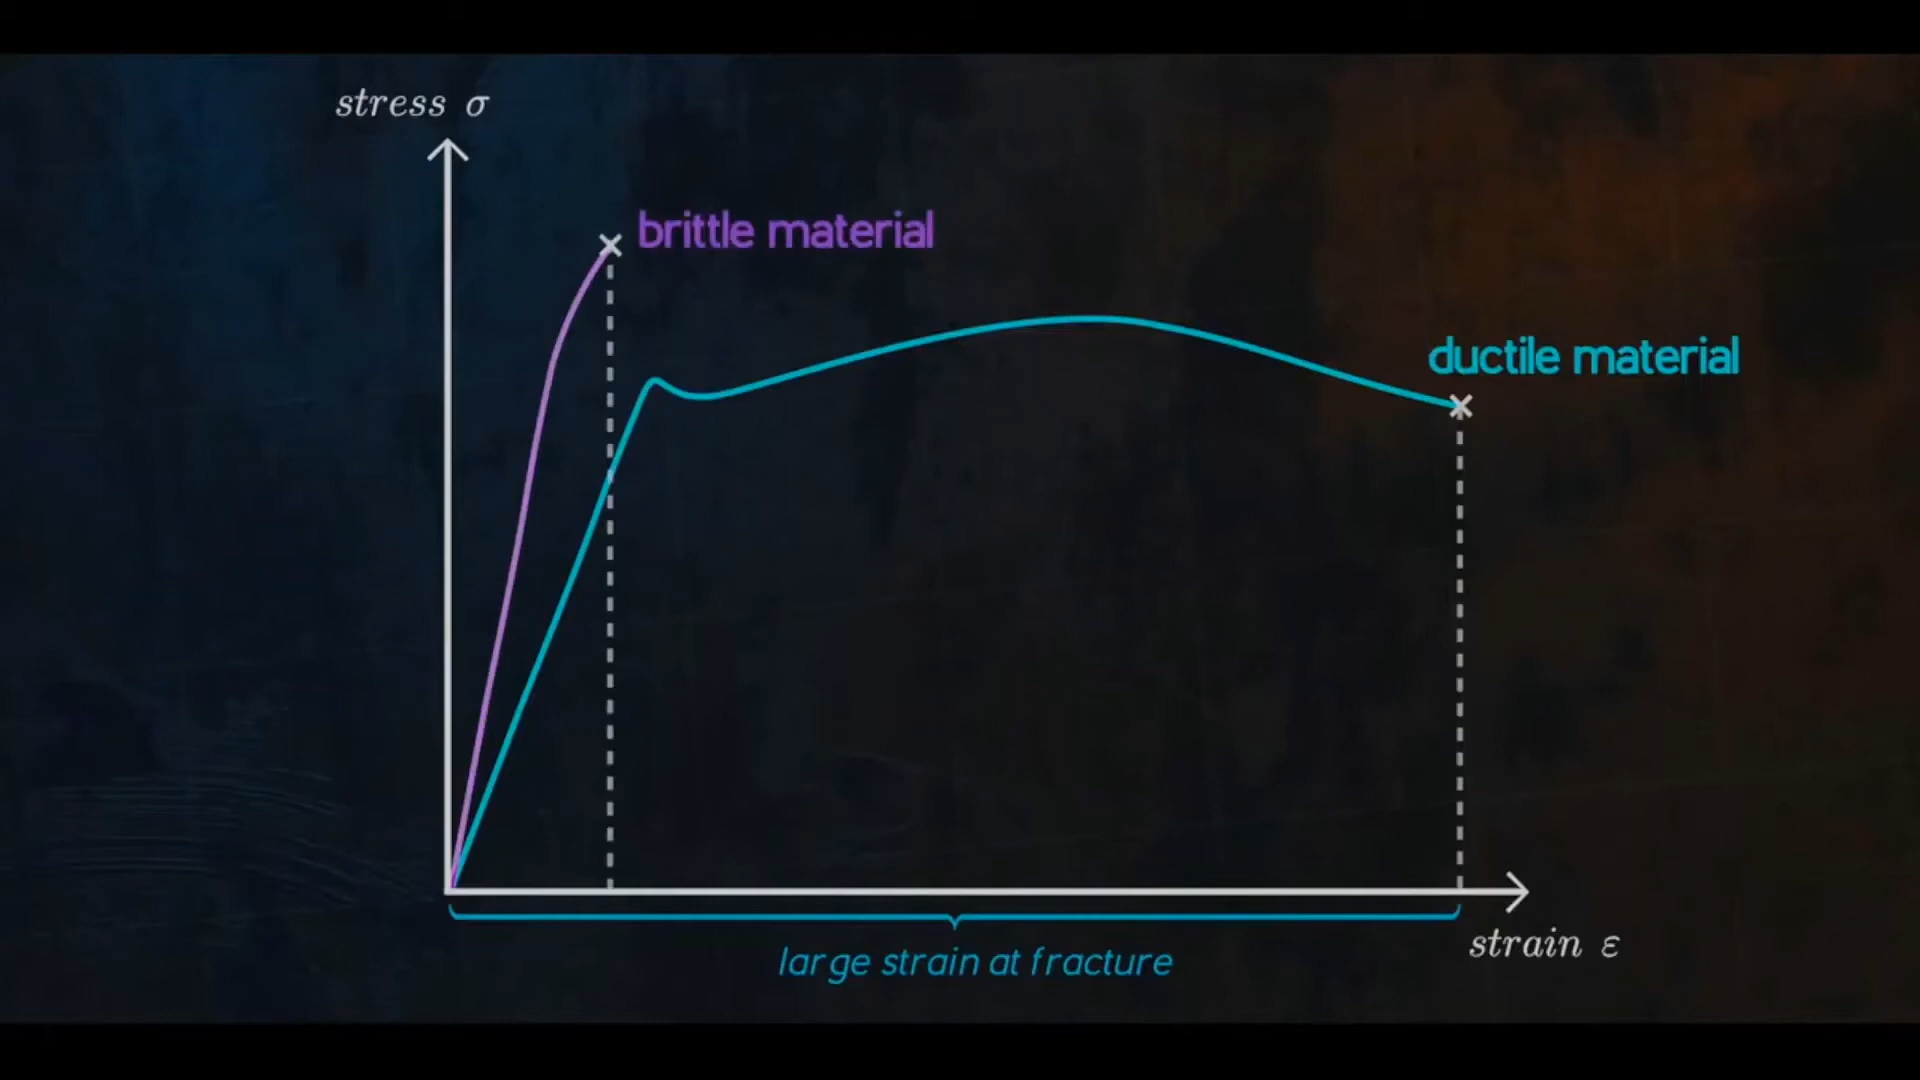 stress σ
brittle material
ductile material
large strain at fracture
strain ε